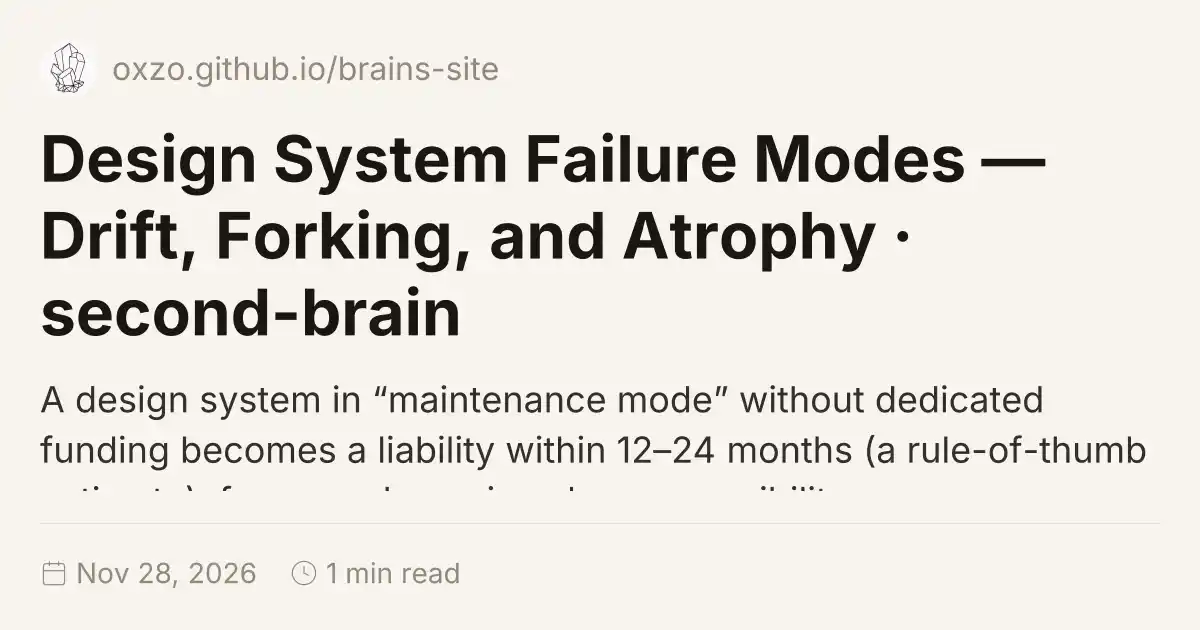 oxzo.github.io/brains-site
Design System Failure Modes —
Drift, Forking, and Atrophy ·
second-brain
A design system in “maintenance mode” without dedicated
funding becomes a liability within 12–24 months (a rule-of-thumb
Nov 28, 2026 1 min read